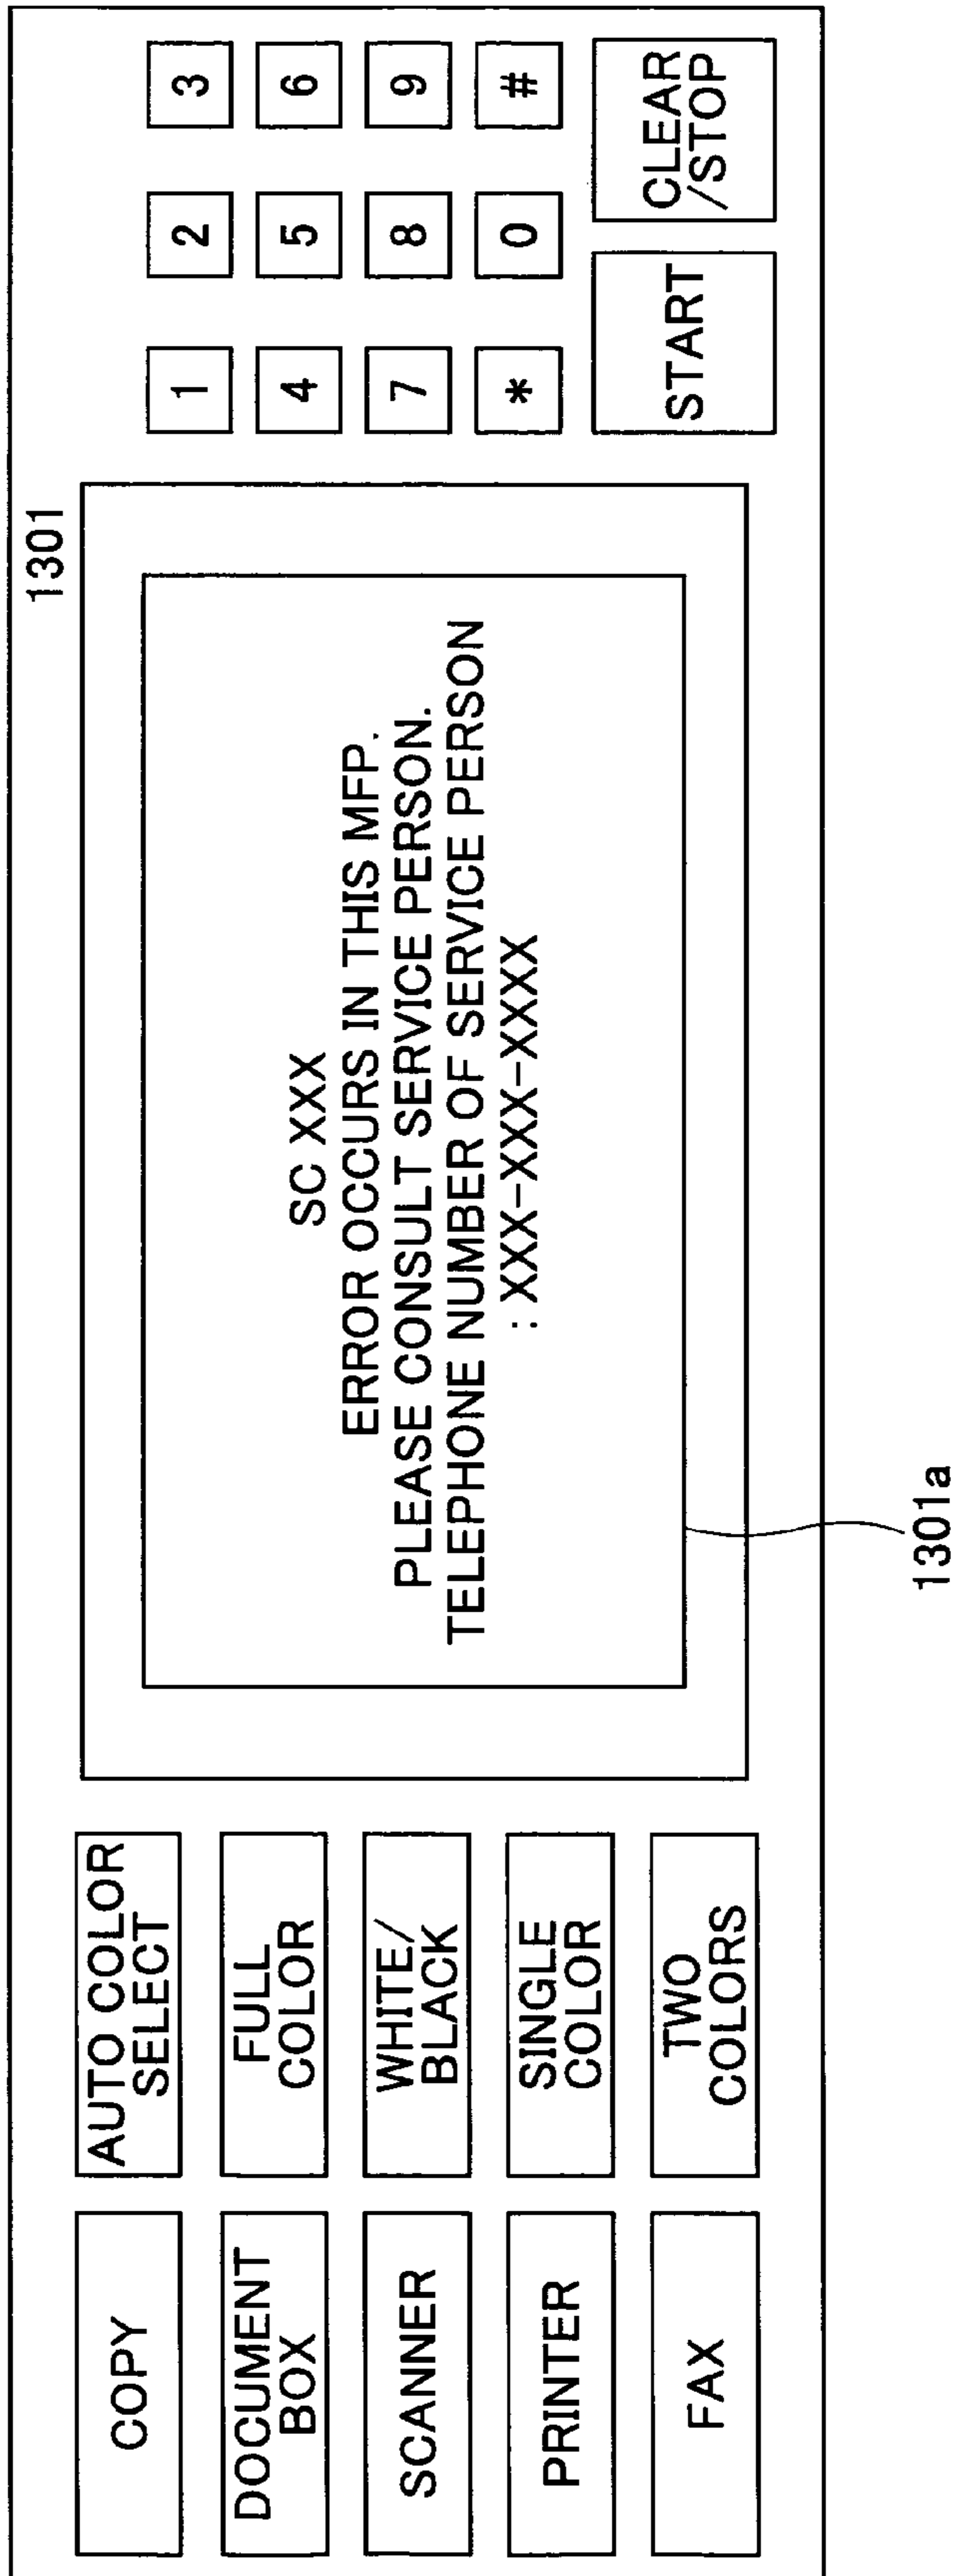 COPY
DOCUMENT
BOX
SCANNER
PRINTER
FAX
AUTO COLOR
SELECT
FULL
COLOR
WHITE/
BLACK
SINGLE
COLOR
TWO
COLORS
1301
SC XXX
ERROR OCCURS IN THIS MFP.
PLEASE CONSULT SERVICE PERSON.
TELEPHONE NUMBER OF SERVICE PERSON
: XXX-XXX-XXXX
1301a
1 2 3
4 5 6
7 8 9
* 0 #
START
CLEAR
/STOP